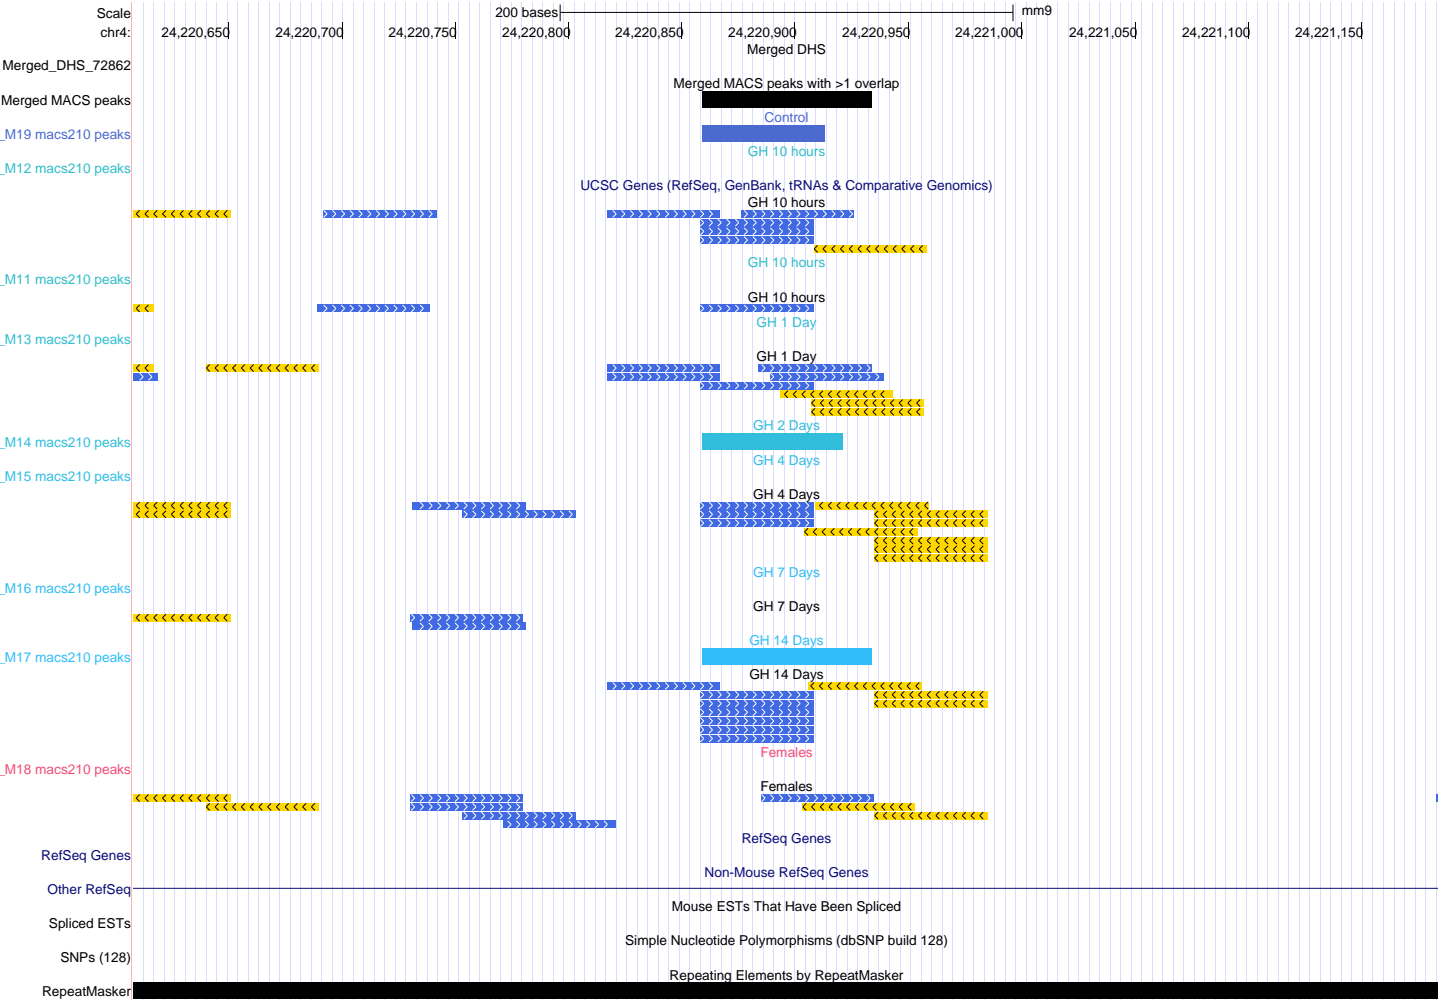 Scale 200 bases mm9
chr4: 24,220,650 24,220,700 24,220,750 24,220,800 24,220,850 24,220,900 24,220,950 24,221,000 24,221,050 24,221,100 24,221,150
Merged DHS
Merged_DHS_72862
Merged MACS peaks with >1 overlap
Merged MACS peaks
Control
_M19 macs210 peaks
GH 10 hours
_M12 macs210 peaks
UCSC Genes (RefSeq, GenBank, tRNAs & Comparative Genomics)
GH 10 hours
GH 10 hours
_M11 macs210 peaks
GH 10 hours
GH 1 Day
_M13 macs210 peaks
GH 1 Day
GH 2 Days
_M14 macs210 peaks
GH 4 Days
_M15 macs210 peaks
GH 4 Days
GH 7 Days
_M16 macs210 peaks
GH 7 Days
GH 14 Days
_M17 macs210 peaks
GH 14 Days
Females
_M18 macs210 peaks
Females
RefSeq Genes
RefSeq Genes
Non-Mouse RefSeq Genes
Other RefSeq
Mouse ESTs That Have Been Spliced
Spliced ESTs
Simple Nucleotide Polymorphisms (dbSNP build 128)
SNPs (128)
Repeating Elements by RepeatMasker
RepeatMasker